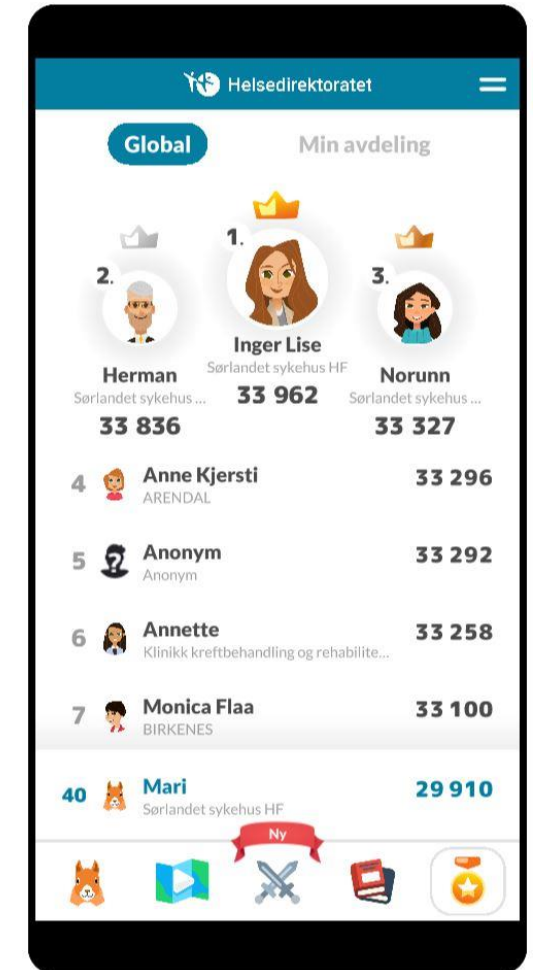 Helsedirektoratet
Global
Min avdeling
1.
Inger Lise
Sørlandet sykehus HF
33 962
2.
Herman
Sørlandet sykehus ...
33 836
3.
Norunn
Sørlandet sykehus ...
33 327
4 Anne Kjersti 33 296
ARENDAL
5 Anonym 33 292
Anonym
6 Annette 33 258
Klinikk kreftbehandling og rehabilite...
7 Monica Flaa 33 100
BIRKENES
40 Mari 29 910
Sørlandet sykehus HF
Ny